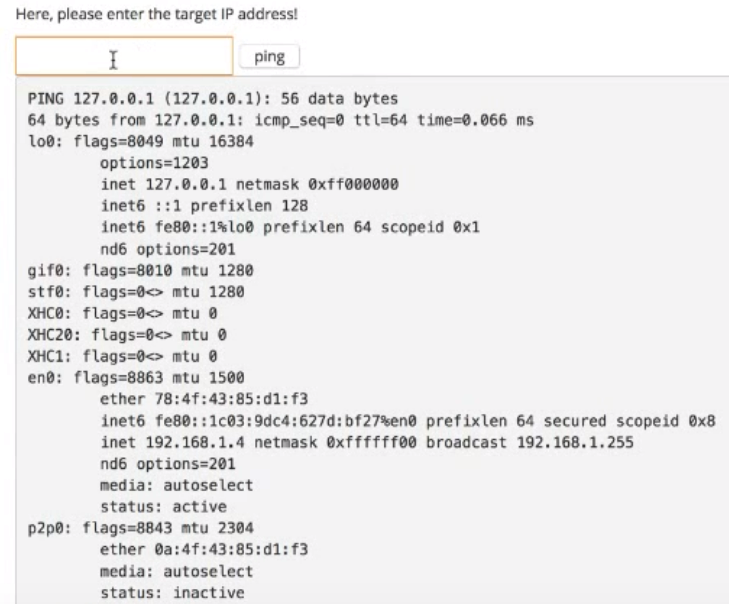 Here, please enter the target IP address!
ping
PING 127.0.0.1 (127.0.0.1): 56 data bytes
64 bytes from 127.0.0.1: icmp_seq=0 ttl=64 time=0.066 ms
lo0: flags=8049 mtu 16384
options=1203
inet 127.0.0.1 netmask 0xff000000
inet6 ::1 prefixlen 128
inet6 fe80::1%lo0 prefixlen 64 scopeid 0x1
nd6 options=201
gif0: flags=8010 mtu 1280
stf0: flags=0<> mtu 1280
XHC0: flags=0<> mtu 0
XHC20: flags=0<> mtu 0
XHC1: flags=0<> mtu 0
en0: flags=8863 mtu 1500
ether 78:4f:43:85:d1:f3
inet6 fe80::1c03:9dc4:627d:bf27%en0 prefixlen 64 secured scopeid 0x8
inet 192.168.1.4 netmask 0xffffff00 broadcast 192.168.1.255
nd6 options=201
media: autoselect
status: active
p2p0: flags=8843 mtu 2304
ether 0a:4f:43:85:d1:f3
media: autoselect
status: inactive